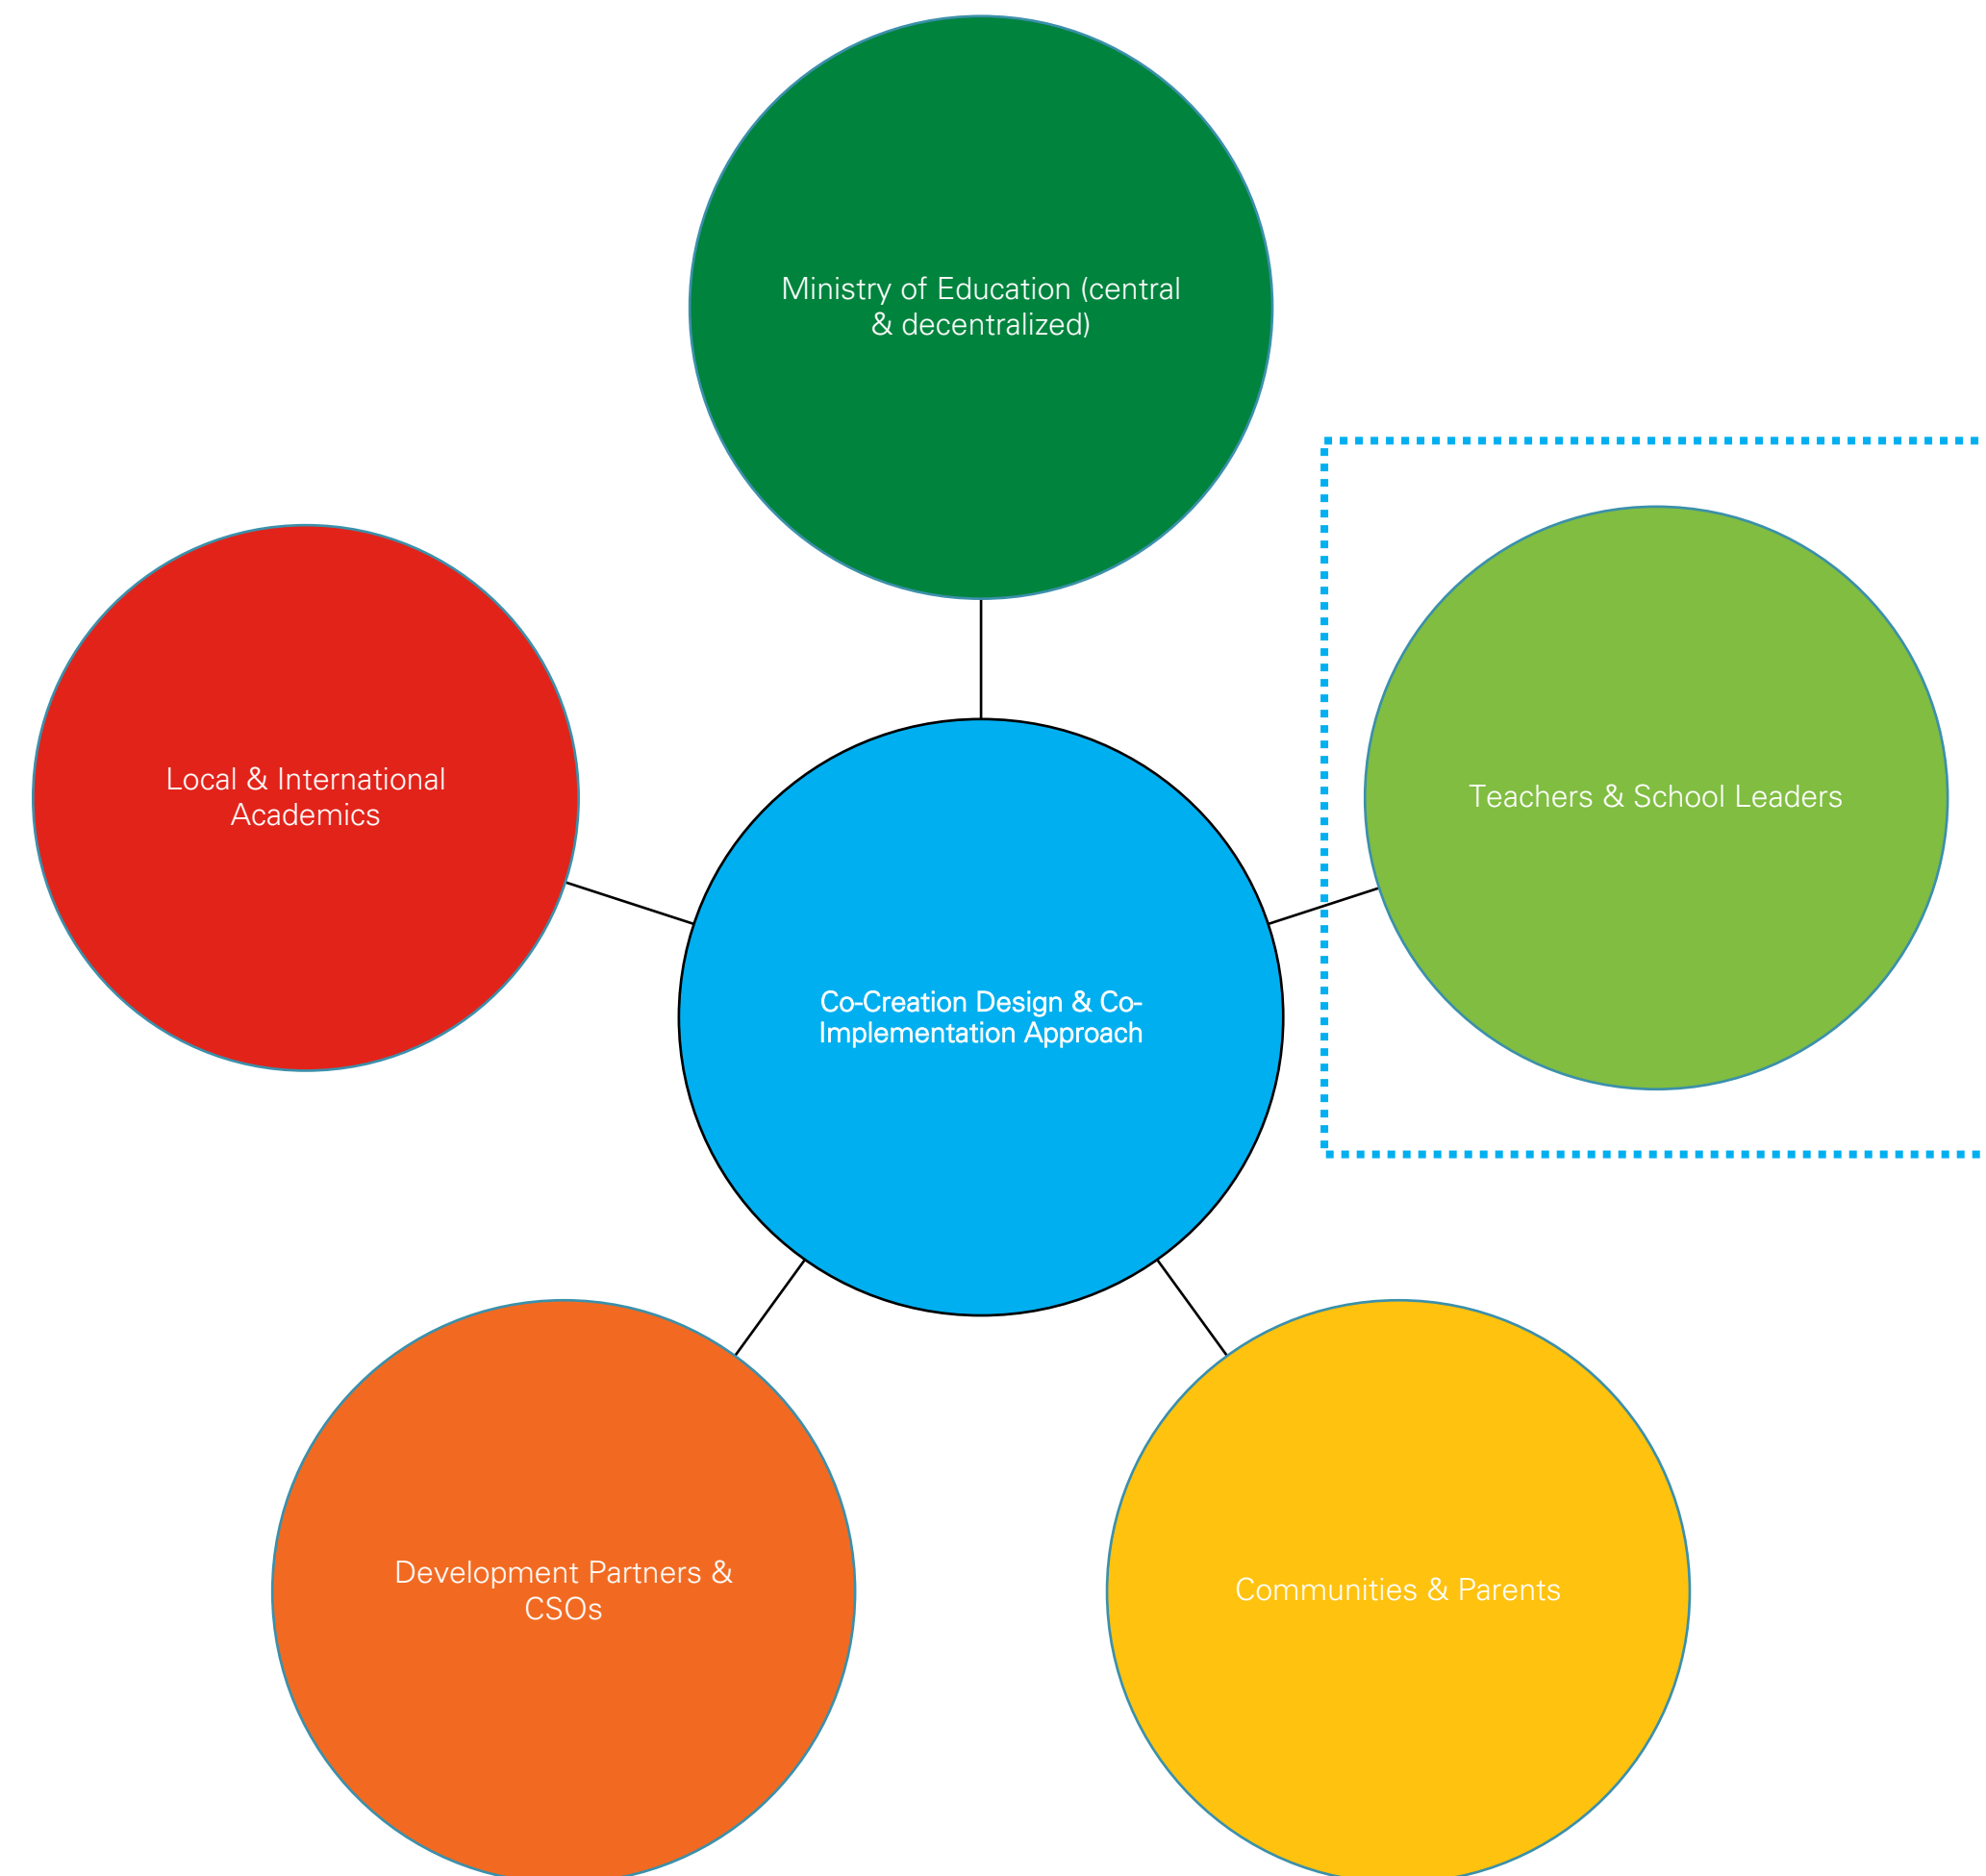 Ministry of Education (central
& decentralized)
Local & International
Academics
Teachers & School Leaders
Co-Creation Design & Co-
Implementation Approach
Development Partners &
CSOs
Communities & Parents